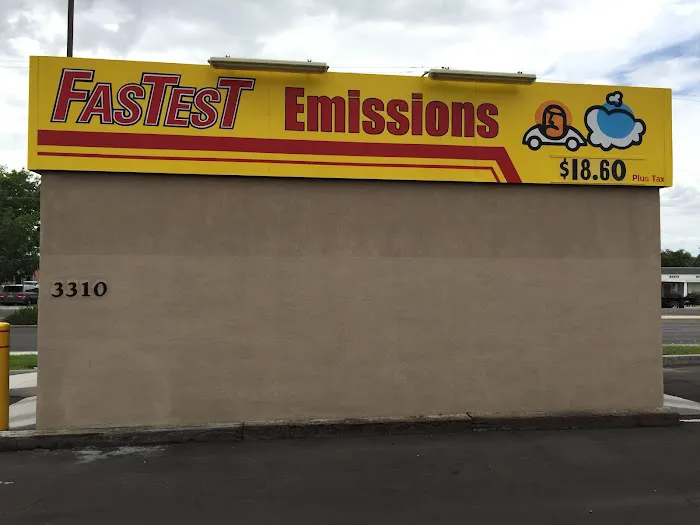 FASTEST Emissions
$18.60 Plus Tax
3310